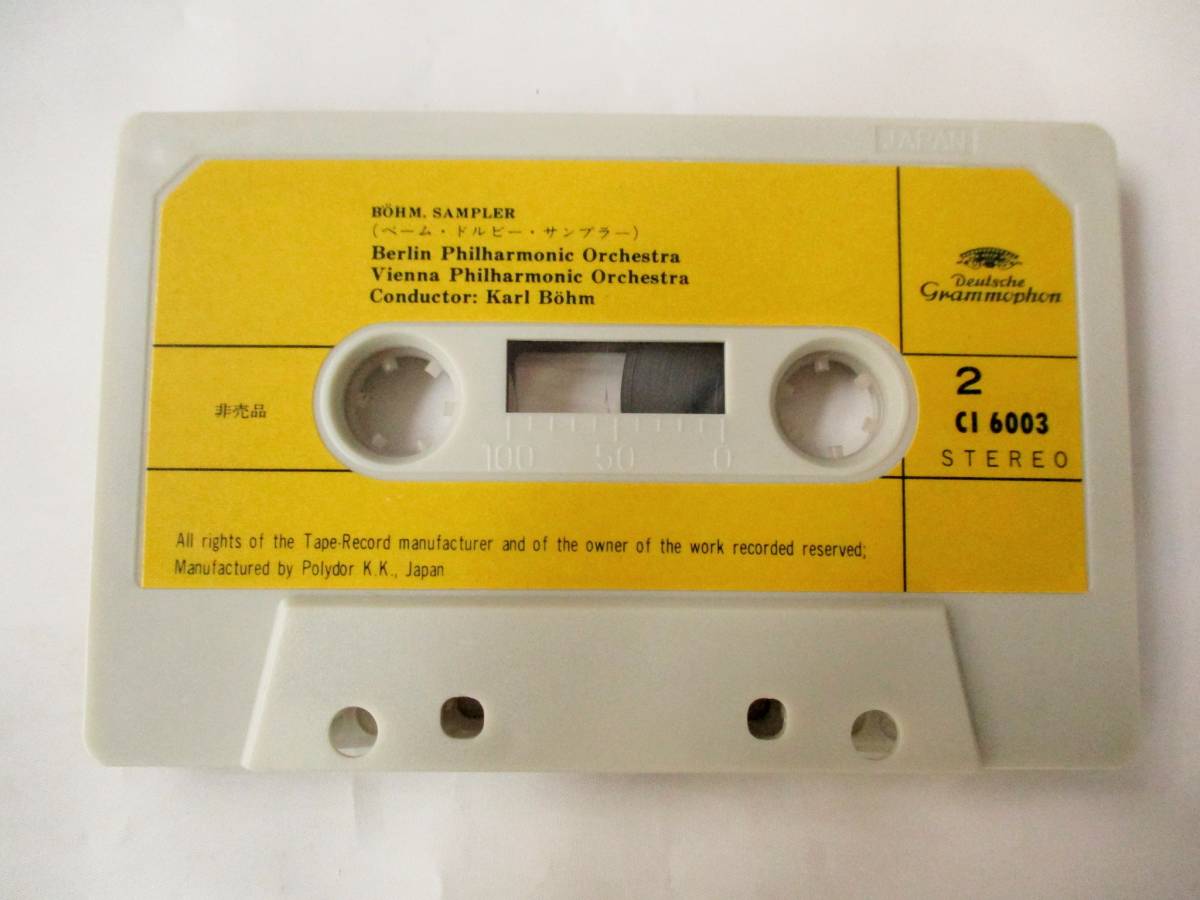 JAPAN
BÖHM. SAMPLER
(ベーム・ドルビー・サンプラー)
Berlin Philharmonic Orchestra
Vienna Philharmonic Orchestra
Conductor: Karl Böhm
Deutsche
Grammophon
非売品
2
CI 6003
STEREO
100 50 0
All rights of the Tape-Record manufacturer and of the owner of the work recorded reserved;
Manufactured by Polydor K.K., Japan